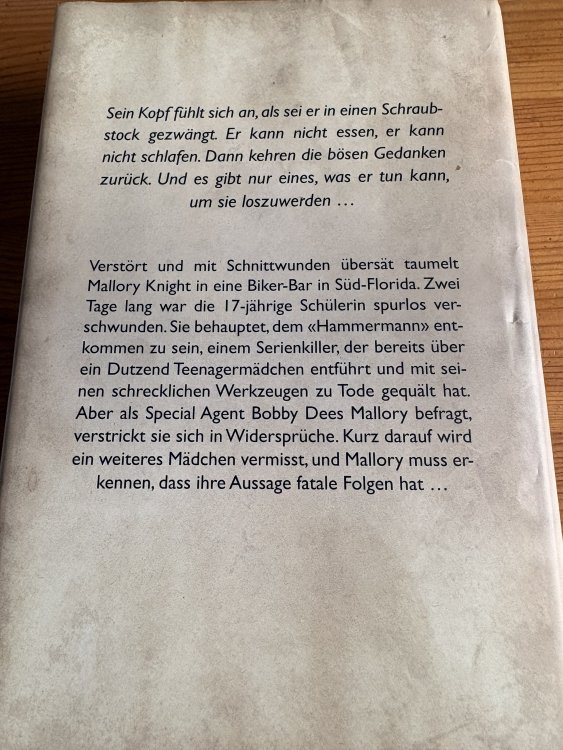 Sein Kopf fühlt sich an, als sei er in einen Schraub-
stock gezwängt. Er kann nicht essen, er kann
nicht schlafen. Dann kehren die bösen Gedanken
zurück. Und es gibt nur eines, was er tun kann,
um sie loszuwerden …
Verstört und mit Schnittwunden übersät taumelt
Mallory Knight in eine Biker-Bar in Süd-Florida. Zwei
Tage lang war die 17-jährige Schülerin spurlos ver-
schwunden. Sie behauptet, dem «Hammermann» ent-
kommen zu sein, einem Serienkiller, der bereits über
ein Dutzend Teenagermädchen entführt und mit sei-
nen schrecklichen Werkzeugen zu Tode gequält hat.
Aber als Special Agent Bobby Dees Mallory befragt,
verstrickt sie sich in Widersprüche. Kurz darauf wird
ein weiteres Mädchen vermisst, und Mallory muss er-
kennen, dass ihre Aussage fatale Folgen hat …